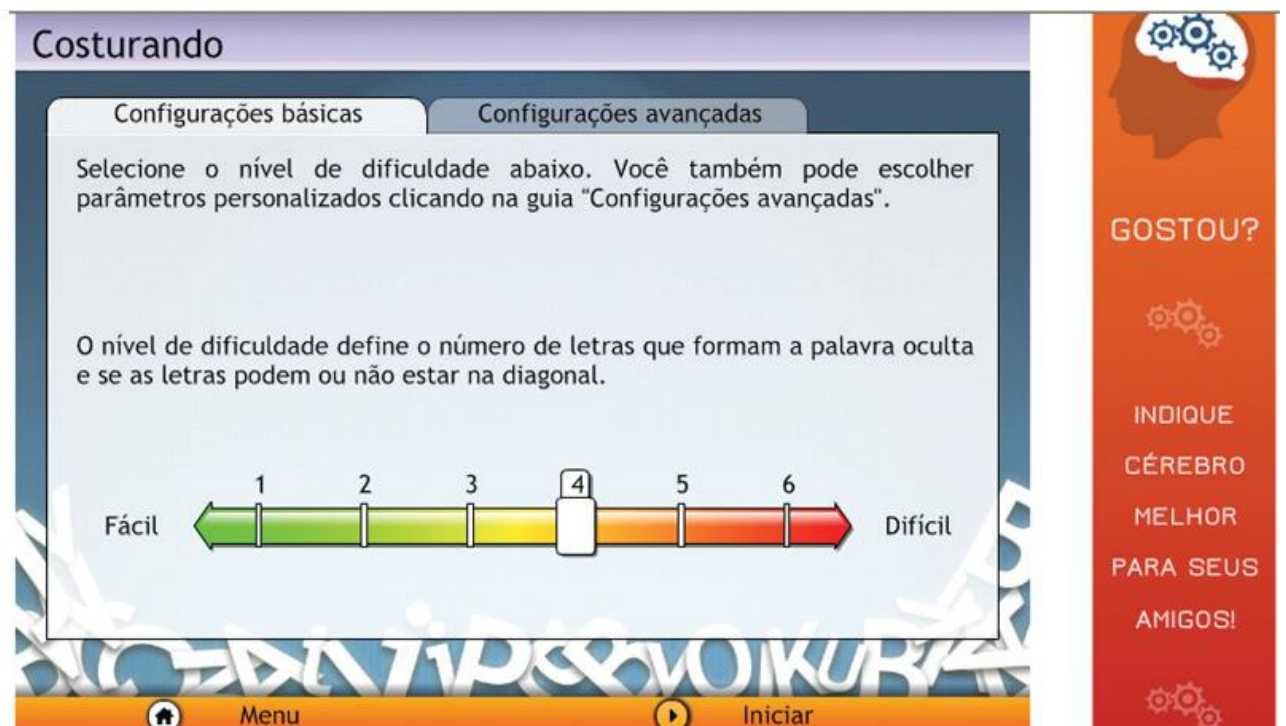 Costurando
Configurações básicas
Configurações avançadas
Selecione o nível de dificuldade abaixo. Você também pode escolher
parâmetros personalizados clicando na guia "Configurações avançadas".
O nível de dificuldade define o número de letras que formam a palavra oculta
e se as letras podem ou não estar na diagonal.
1 2 3 4 5 6
Fácil
Difícil
Menu
Iniciar
GOSTOU?
INDIQUE
CÉREBRO
MELHOR
PARA SEUS
AMIGOS!